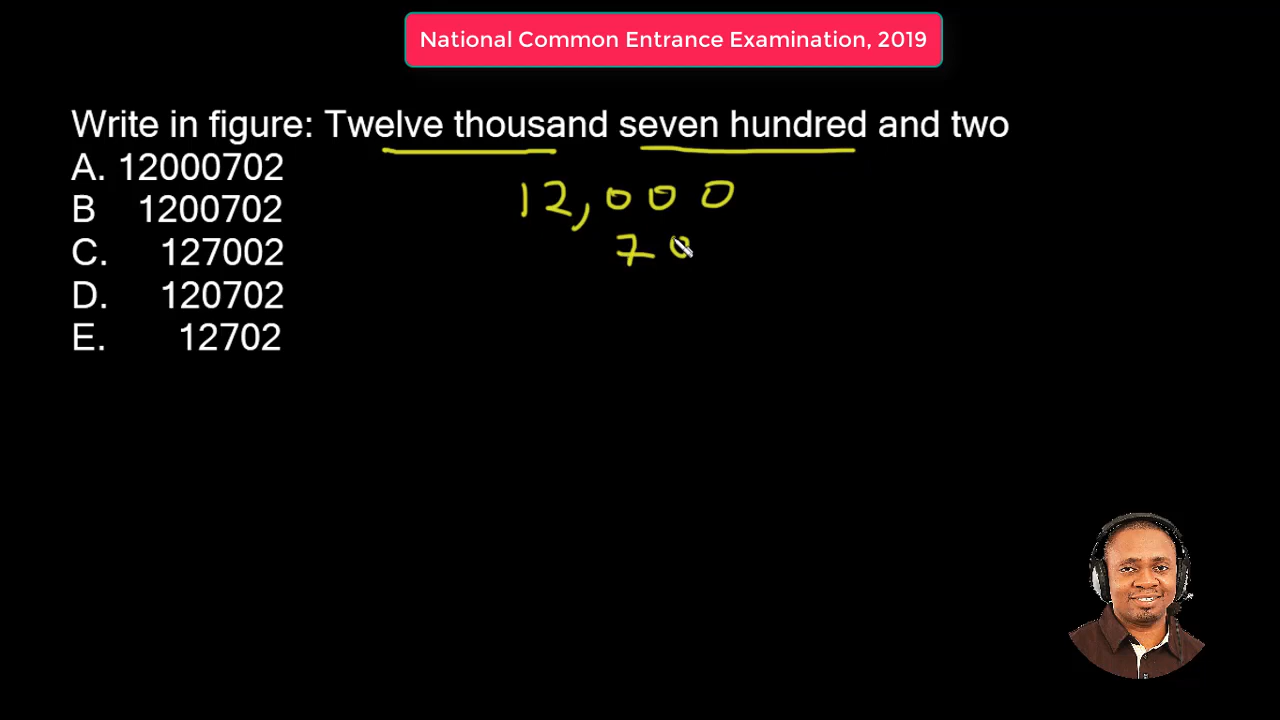 National Common Entrance Examination, 2019
Write in figure: Twelve thousand seven hundred and two
A. 12000702
B 1200702
C. 127002
D. 120702
E. 12702
12,000
70